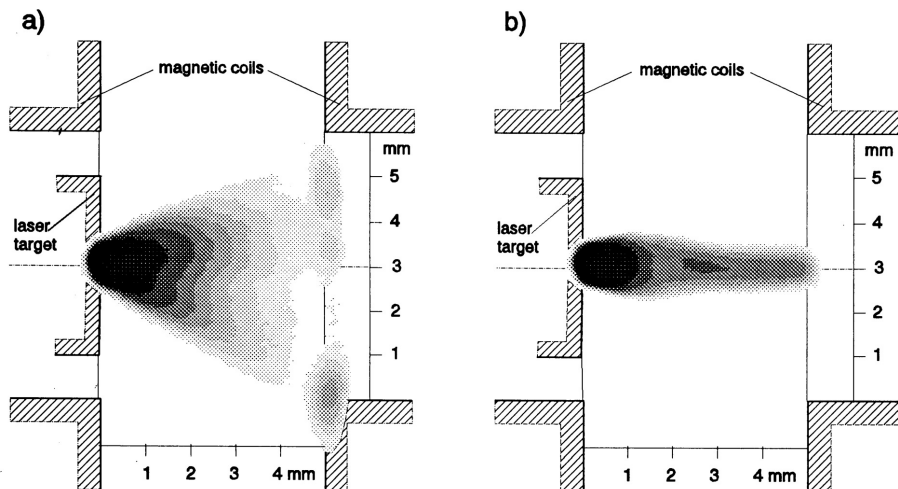 a)
magnetic coils
mm
5
4
3
2
1
laser
target
1 2 3 4 mm
b)
magnetic coils
mm
5
4
3
2
1
laser
target
1 2 3 4 mm